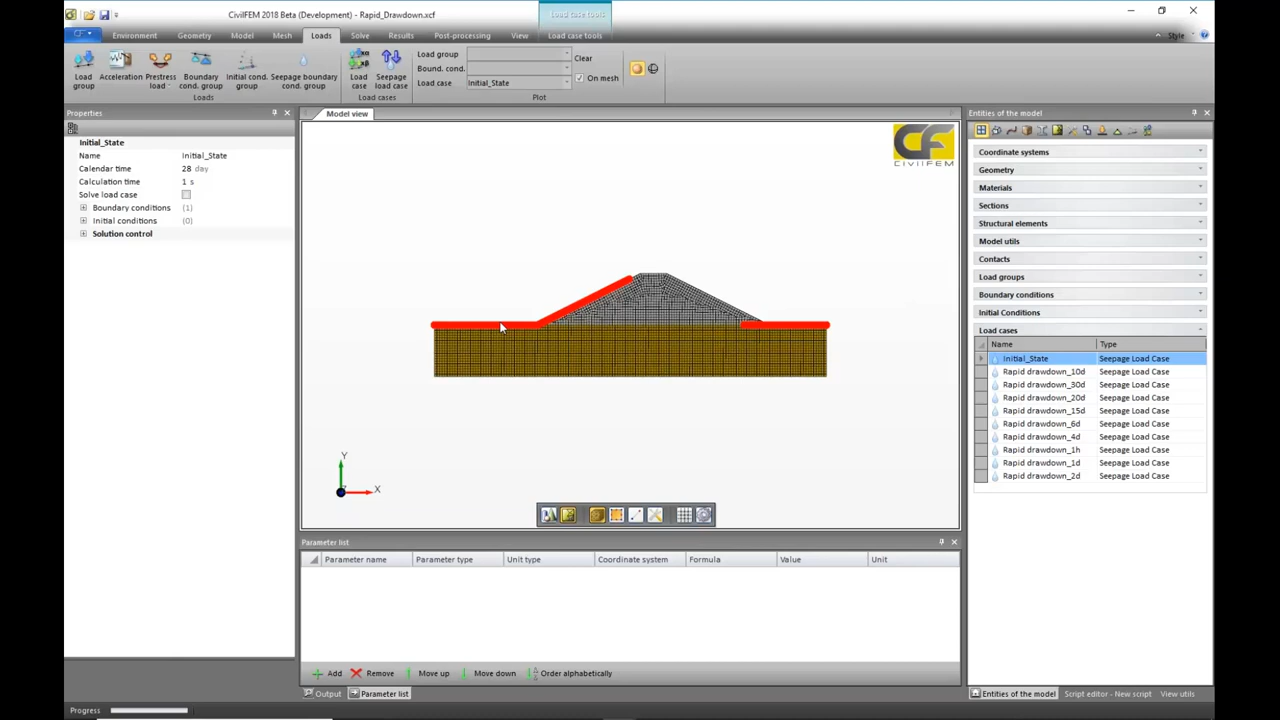 CivilFEM 2018 Beta (Development) - Rapid_Drawdown.xcf
Load case tools
Environment Geometry Model Mesh Loads Solve Results Post-processing View Load case tools Style
Load group
Acceleration
Prestress load
Boundary cond. group
Initial cond. group
Seepage boundary cond. group
Loads
Load case
Seepage load case
Load cases
Load group
Clear
Bound. cond.
On mesh
Load case Initial_State
Plot
Properties
Initial_State
Name Initial_State
Calendar time 28 day
Calculation time 1 s
Solve load case
Boundary conditions (1)
Initial conditions (0)
Solution control
Model view
CF
CIVILFEM
Y
X
Z
Parameter list
Parameter name Parameter type Unit type Coordinate system Formula Value Unit
Add Remove Move up Move down Order alphabetically
Output Parameter list
Entities of the model
Coordinate systems
Geometry
Materials
Sections
Structural elements
Model utils
Contacts
Load groups
Boundary conditions
Initial Conditions
Load cases
Name Type
Initial_State Seepage Load Case
Rapid drawdown_10d Seepage Load Case
Rapid drawdown_30d Seepage Load Case
Rapid drawdown_20d Seepage Load Case
Rapid drawdown_15d Seepage Load Case
Rapid drawdown_6d Seepage Load Case
Rapid drawdown_4d Seepage Load Case
Rapid drawdown_1h Seepage Load Case
Rapid drawdown_1d Seepage Load Case
Rapid drawdown_2d Seepage Load Case
Entities of the model Script editor - New script View utils
Progress